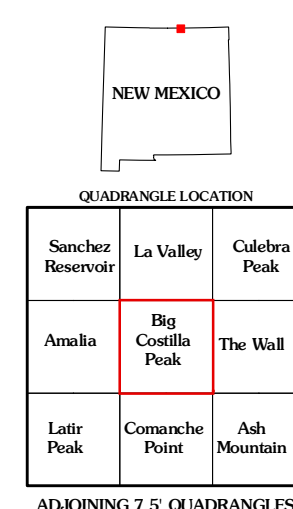 NEW MEXICO
QUADRANGLE LOCATION
Sanchez
Reservoir
La Valley
Culebra
Peak
Amalia
Big
Costilla
Peak
The Wall
Latir
Peak
Comanche
Point
Ash
Mountain
ADJOINING 7.5' QUADRANGLES